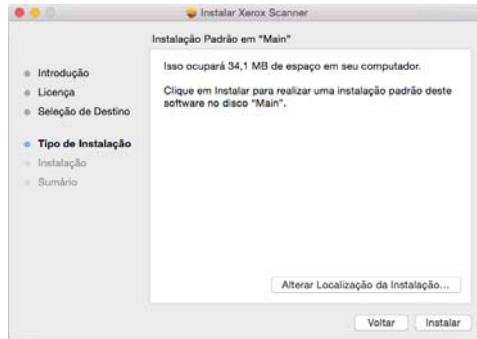 Instalar Xerox Scanner
Instalação Padrão em "Main"
Introdução
Licença
Seleção de Destino
Tipo de Instalação
Instalação
Sumário
Isso ocupará 34,1 MB de espaço em seu computador.
Clique em Instalar para realizar uma instalação padrão deste
software no disco "Main".
Alterar Localização da Instalação...
Voltar
Instalar